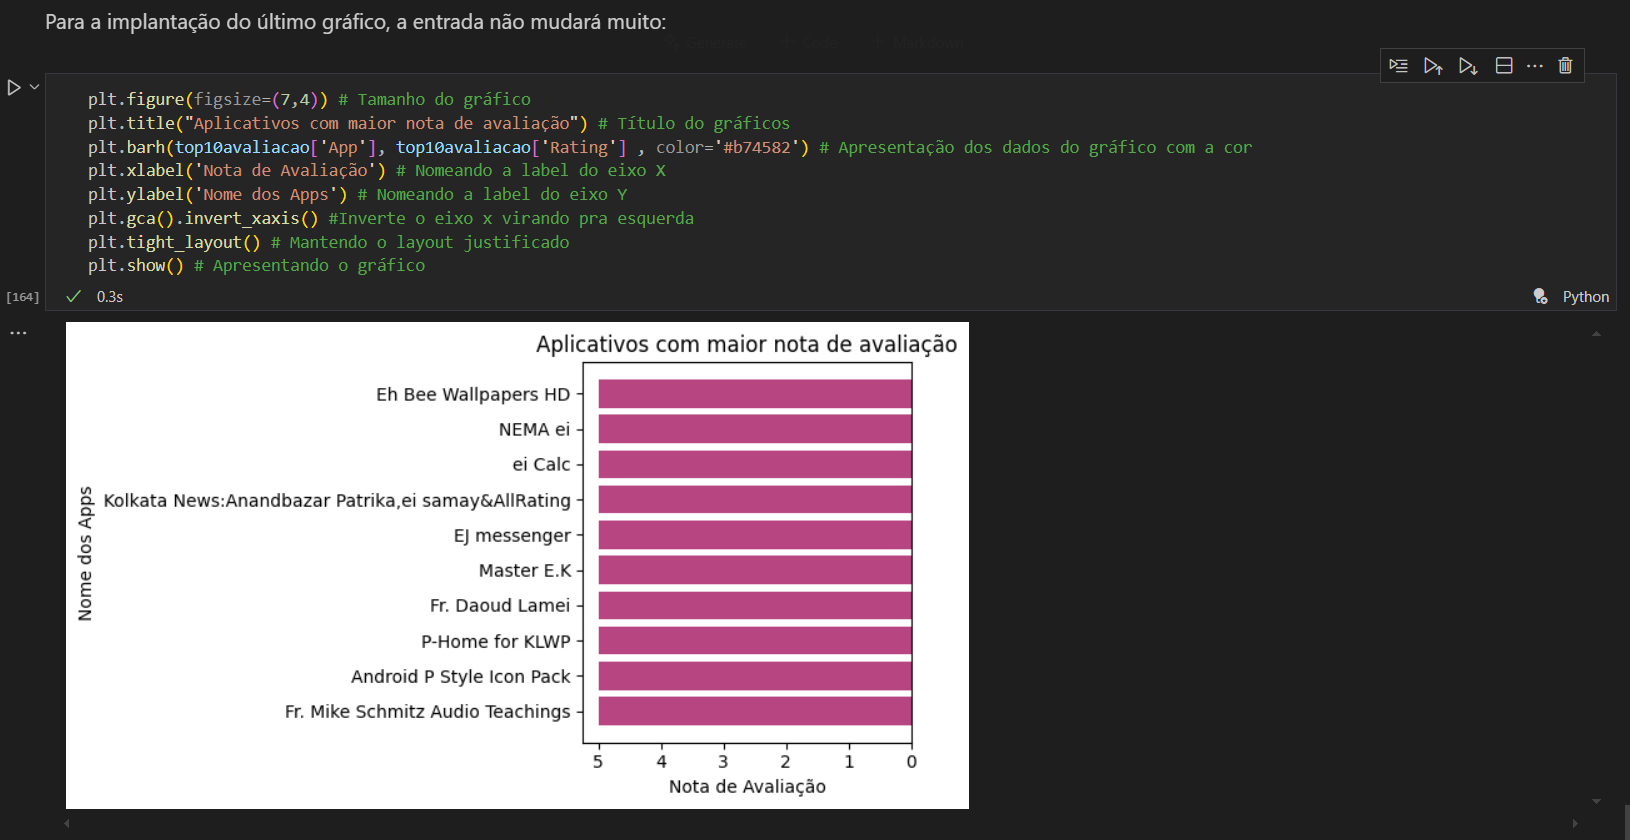 Para a implantação do último gráfico, a entrada não mudará muito:
plt.figure(figsize=(7,4)) # Tamanho do gráfico
plt.title("Aplicativos com maior nota de avaliação") # Título do gráficos
plt.barh(top10avaliacao['App'], top10avaliacao['Rating'] , color='#b74582') # Apresentação dos dados do gráfico com a cor
plt.xlabel('Nota de Avaliação') # Nomeando a label do eixo X
plt.ylabel('Nome dos Apps') # Nomeando a label do eixo Y
plt.gca().invert_xaxis() #Inverte o eixo x virando pra esquerda
plt.tight_layout() # Mantendo o layout justificado
plt.show() # Apresentando o gráfico
[164] 0.3s Python
Aplicativos com maior nota de avaliação
Nome dos Apps
Eh Bee Wallpapers HD
NEMA ei
ei Calc
Kolkata News:Anandbazar Patrika,ei samay&AllRating
EJ messenger
Master E.K
Fr. Daoud Lamei
P-Home for KLWP
Android P Style Icon Pack
Fr. Mike Schmitz Audio Teachings
5 4 3 2 1 0
Nota de Avaliação